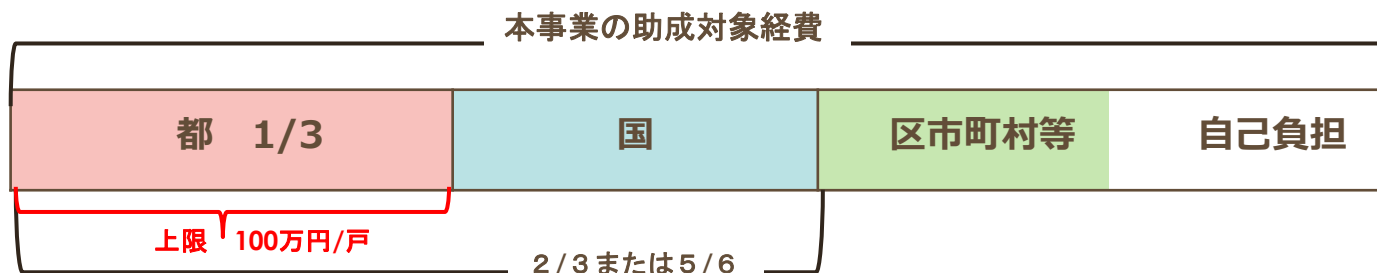 本事業の助成対象経費
都 1/3
国
区市町村等
自己負担
上限 100万円/戸
2/3または5/6